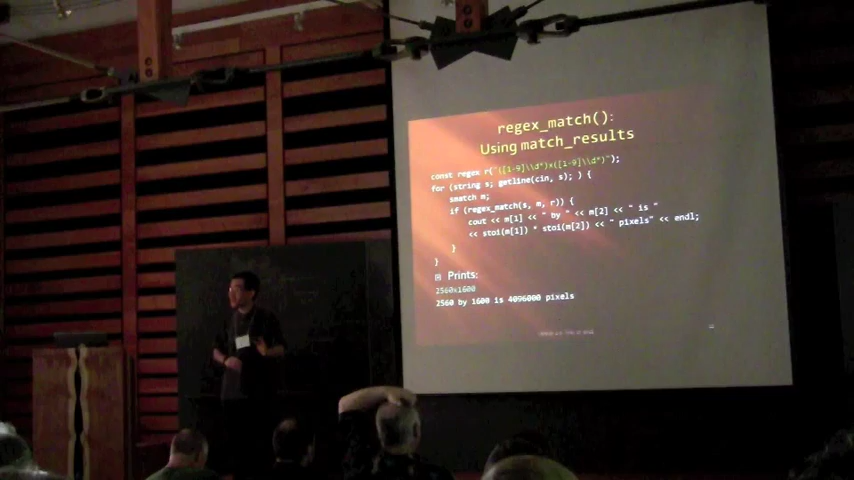 regex_match():
Using match_results
const regex r("([1-9]\\d*)x([1-9]\\d*)");
for (string s; getline(cin, s); ) {
smatch m;
if (regex_match(s, m, r)) {
cout << m[1] << " by " << m[2] << " is "
<< stoi(m[1]) * stoi(m[2]) << " pixels" << endl;
}
}
Prints:
2560x1600
2560 by 1600 is 4096000 pixels